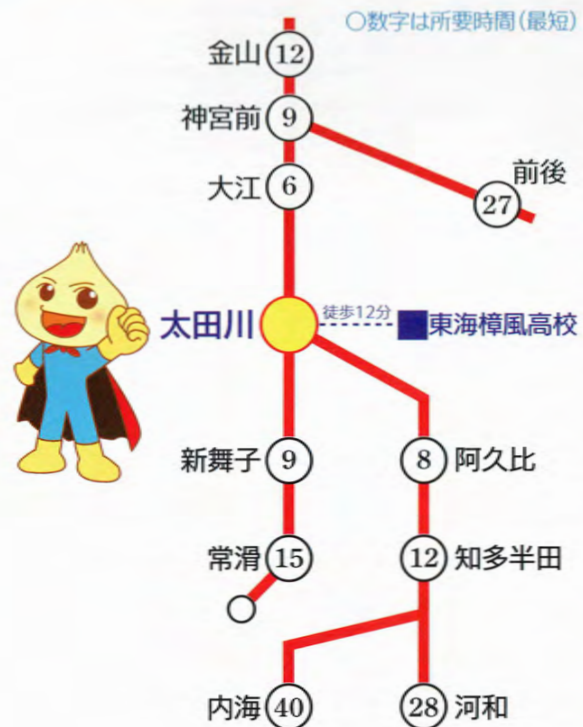 ○数字は所要時間(最短)
金山 12
神宮前 9
大江 6
前後
27
太田川
徒歩12分
■東海樟風高校
新舞子 9
8 阿久比
常滑 15
12 知多半田
内海 40
28 河和